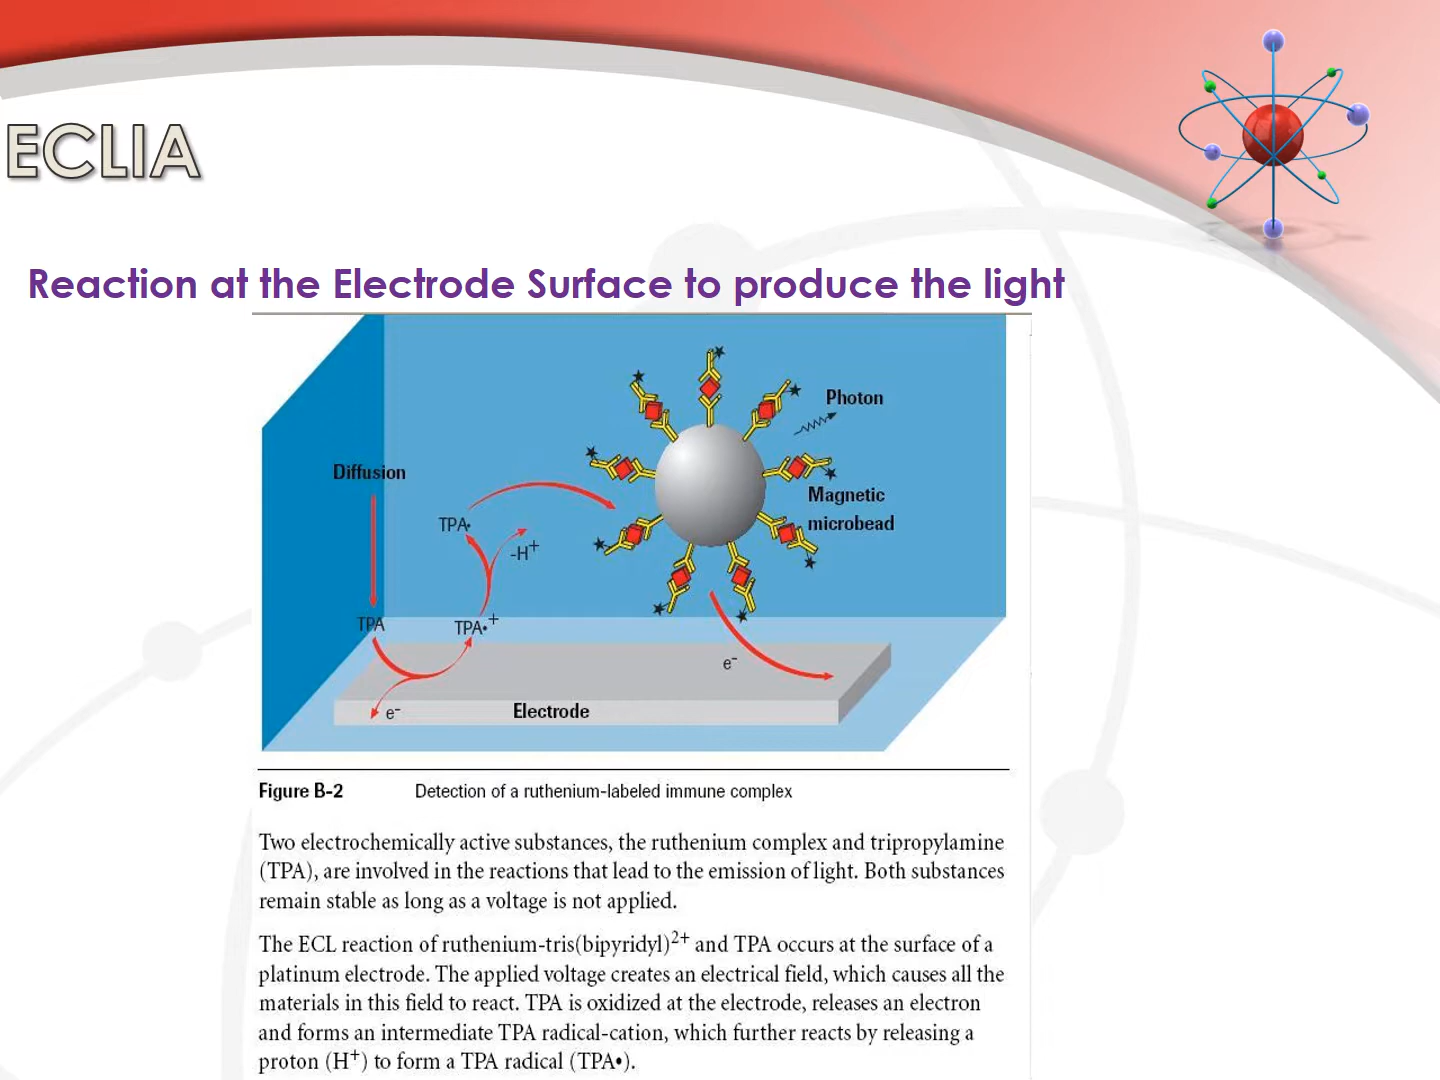 ECLIA
Reaction at the Electrode Surface to produce the light
Photon
Diffusion
Magnetic
microbead
TPA•
-H⁺
TPA
TPA•⁺
e⁻
e⁻
Electrode
Figure B-2 Detection of a ruthenium-labeled immune complex
Two electrochemically active substances, the ruthenium complex and tripropylamine
(TPA), are involved in the reactions that lead to the emission of light. Both substances
remain stable as long as a voltage is not applied.
The ECL reaction of ruthenium-tris(bipyridyl)²⁺ and TPA occurs at the surface of a
platinum electrode. The applied voltage creates an electrical field, which causes all the
materials in this field to react. TPA is oxidized at the electrode, releases an electron
and forms an intermediate TPA radical-cation, which further reacts by releasing a
proton (H⁺) to form a TPA radical (TPA•).